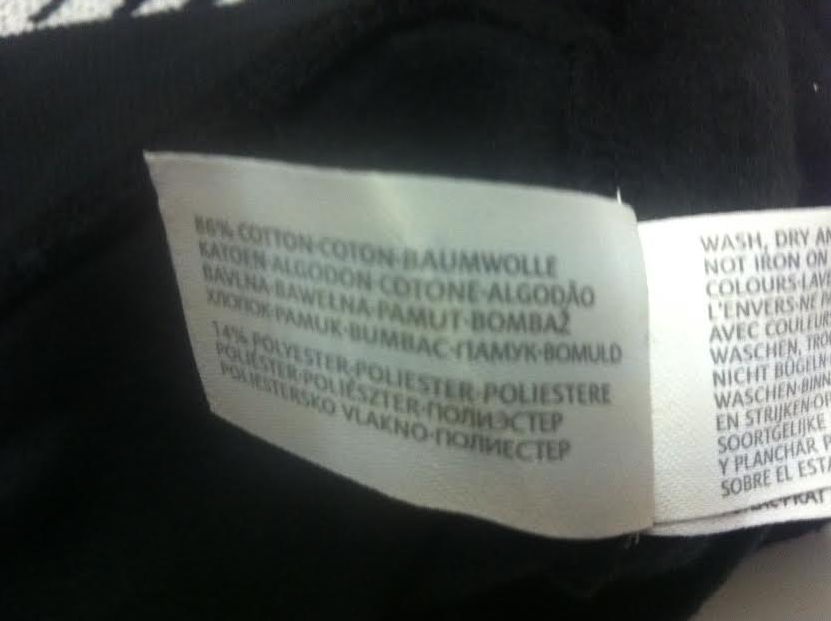 86% COTTON·COTON·BAUMWOLLE
KATOEN·ALGODON·COTONE·ALGODÃO
BAVLNA·BAWEŁNA·PAMUT·BOMBAŽ
ХЛОПОК·PAMUK·BUMBAC·ПАМУК·BOMULD
14% POLYESTER·POLIESTER·POLIESTERE
POLIÉSTER·POLIÉSZTER·ПОЛИЭСТЕР
POLIESTERSKO VLAKNO·ПОЛИЕСТЕР
WASH, DRY AN
NOT IRON ON
COLOURS·LAV
L'ENVERS·NE P
AVEC COULEUR
WASCHEN, TRO
NICHT BÜGELN
WASCHEN·BINN
EN STRIJKEN·OP
SOORTGELIJKE
Y PLANCHAR P
SOBRE EL ESTA